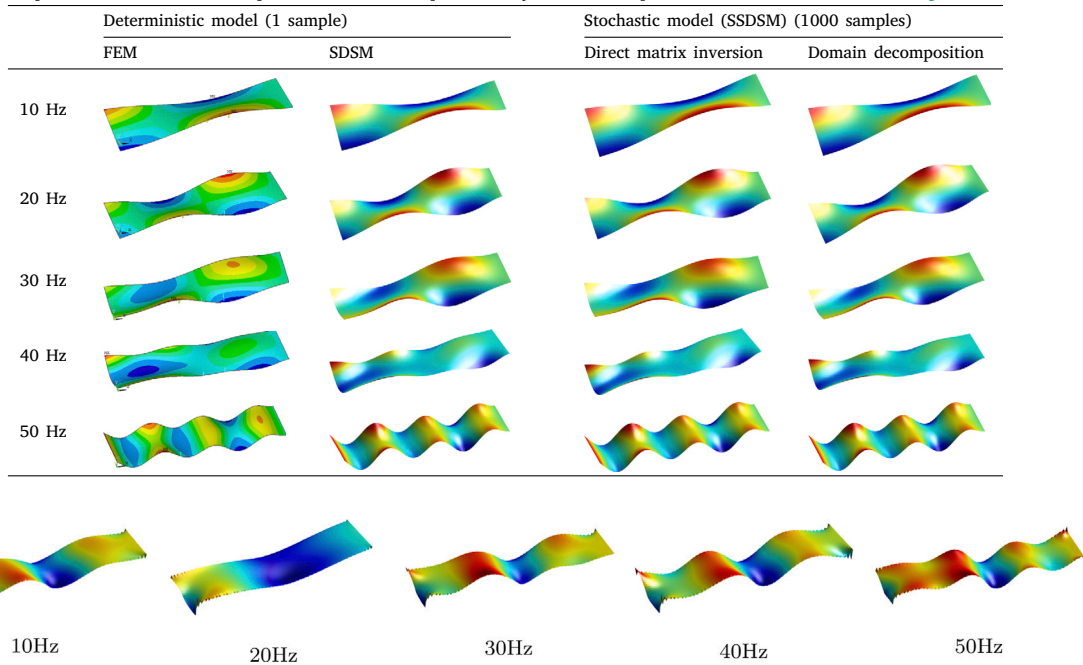 Deterministic model (1 sample) Stochastic model (SSDSM) (1000 samples)
FEM SDSM Direct matrix inversion Domain decomposition
10 Hz
20 Hz
30 Hz
40 Hz
50 Hz
10Hz 20Hz 30Hz 40Hz 50Hz